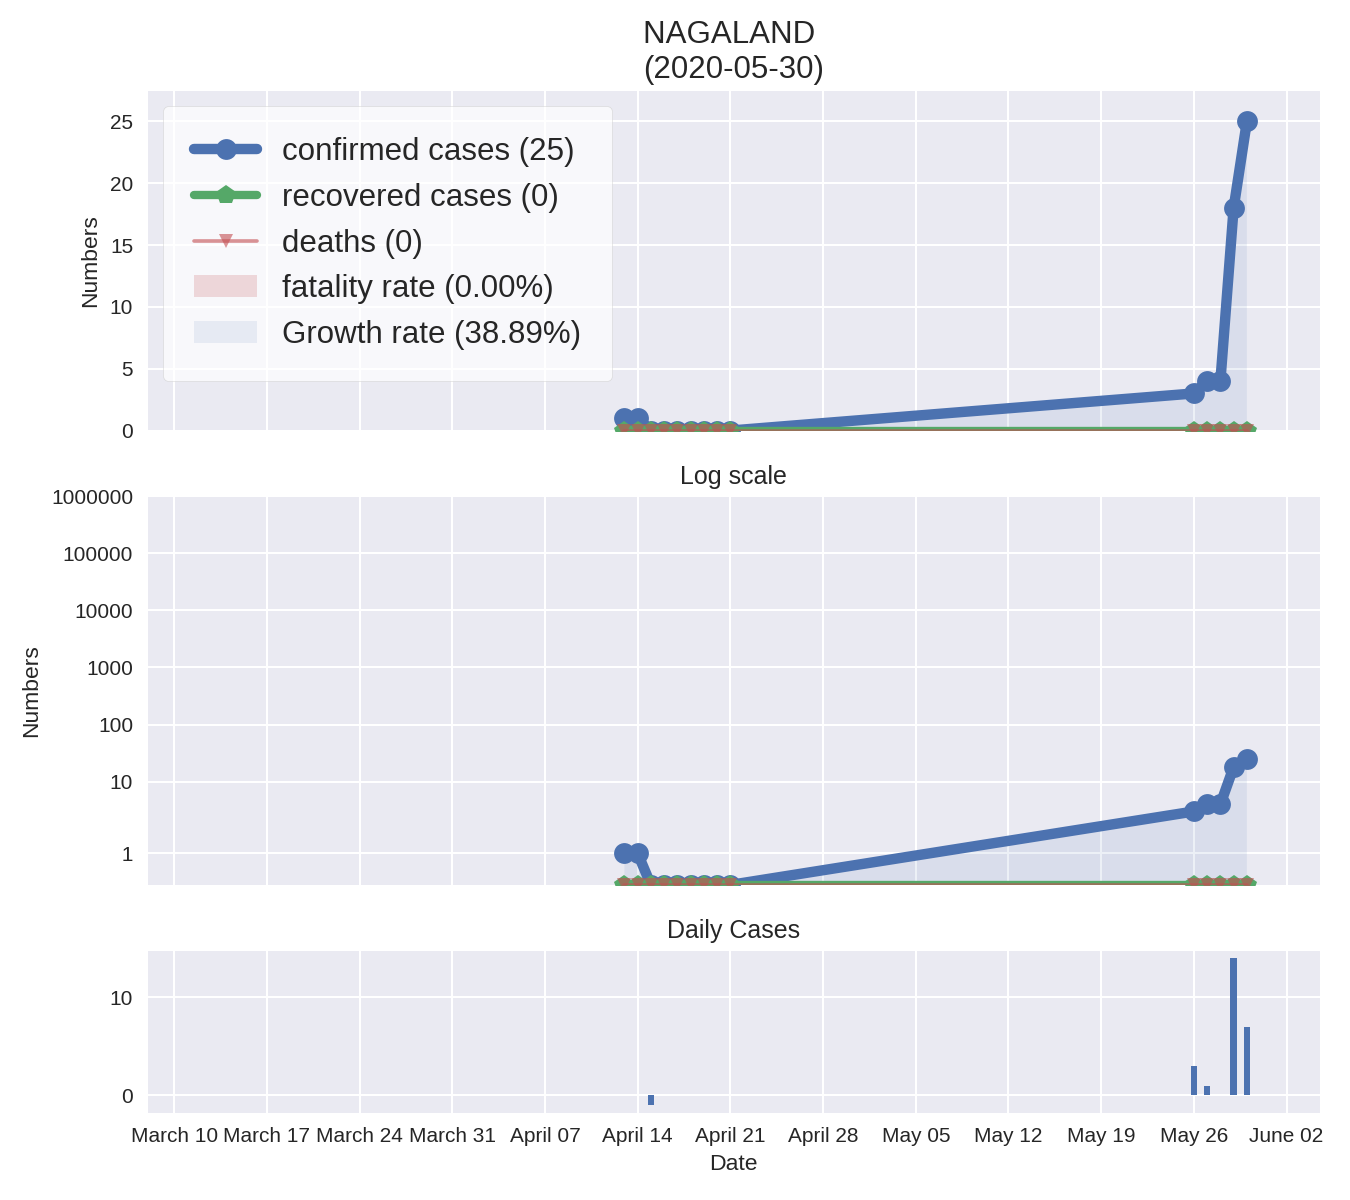 NAGALAND
(2020-05-30)
25
20
15
10
5
0
Numbers
confirmed cases (25)
recovered cases (0)
deaths (0)
fatality rate (0.00%)
Growth rate (38.89%)
Log scale
1000000
100000
10000
1000
100
10
1
Numbers
Daily Cases
10
0
March 10 March 17 March 24 March 31 April 07 April 14 April 21 April 28 May 05 May 12 May 19 May 26 June 02
Date